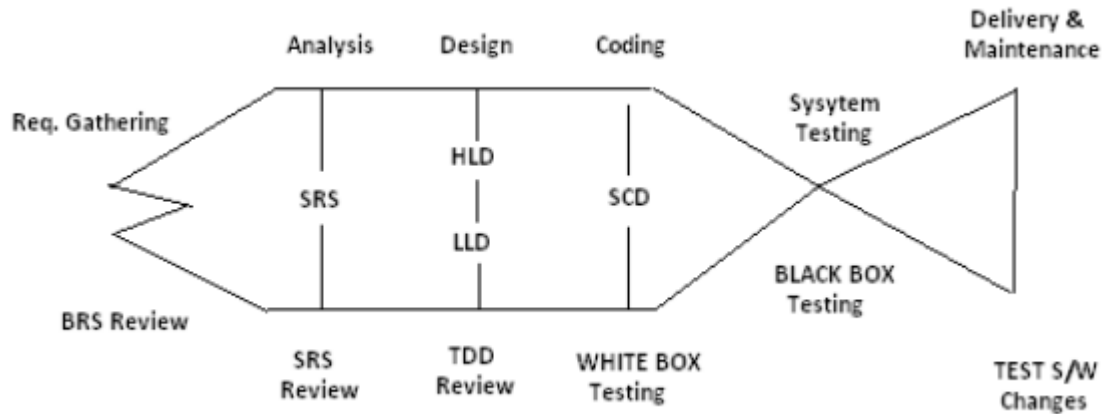 Delivery &
Maintenance
Analysis
Design
Coding
Req. Gathering
Sysytem
Testing
HLD
SRS
SCD
LLD
BLACK BOX
Testing
BRS Review
SRS
Review
TDD
Review
WHITE BOX
Testing
TEST S/W
Changes